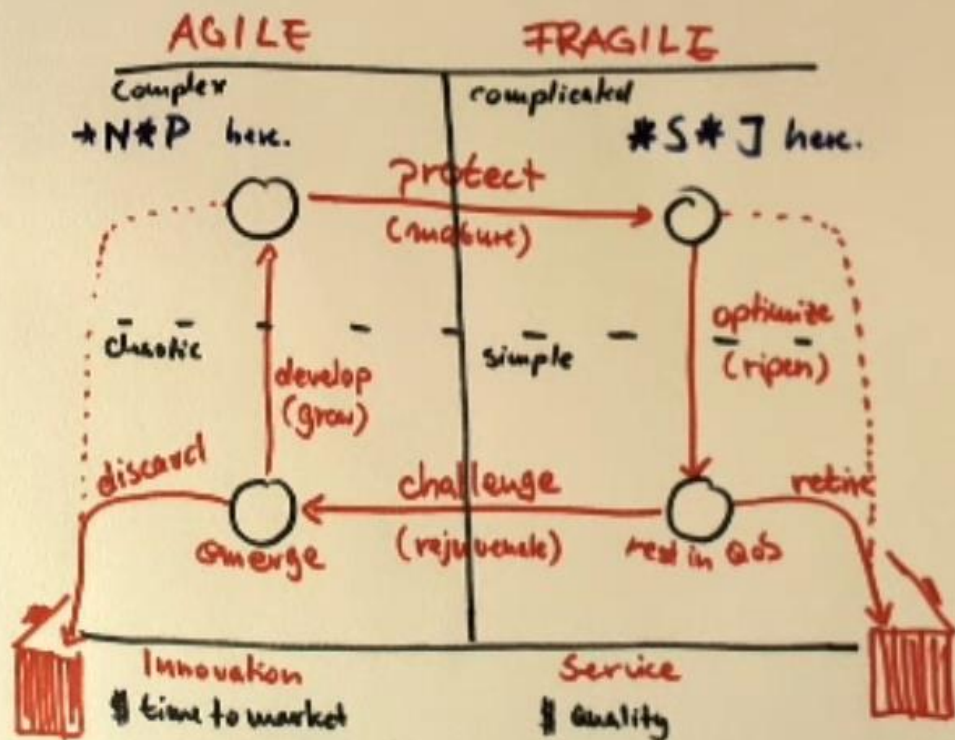 AGILE
FRAGILE
complex
complicated
*N*P here.
*S*J here.
protect
(mature)
chaotic
simple
optimize
(ripen)
develop
(grow)
discard
challenge
retire
emerge
(rejuvenate)
rest in QoS
Innovation
Service
$ time to market
$ quality